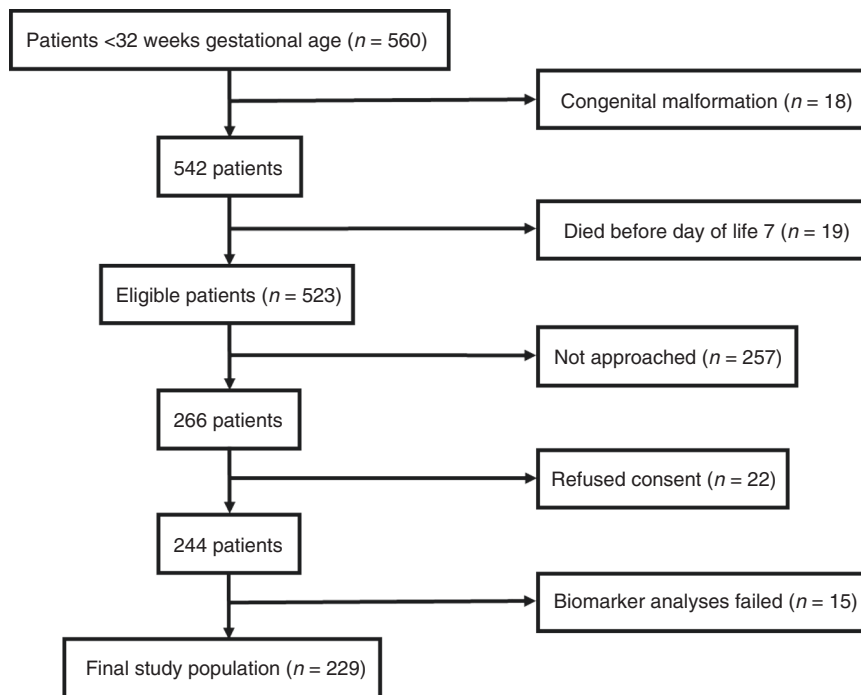 Patients <32 weeks gestational age (n = 560)
Congenital malformation (n = 18)
542 patients
Died before day of life 7 (n = 19)
Eligible patients (n = 523)
Not approached (n = 257)
266 patients
Refused consent (n = 22)
244 patients
Biomarker analyses failed (n = 15)
Final study population (n = 229)